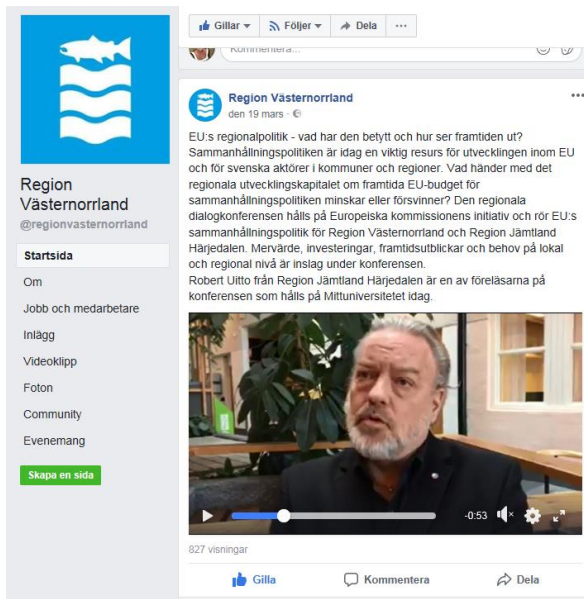 Gillar Följer Dela ...
Kommentera...
Region Västernorrland
den 19 mars ·
EU:s regionalpolitik - vad har den betytt och hur ser framtiden ut?
Sammanhållningspolitiken är idag en viktig resurs för utvecklingen inom EU
och för svenska aktörer i kommuner och regioner. Vad händer med det
regionala utvecklingskapitalet om framtida EU-budget för
sammanhållningspolitiken minskar eller försvinner? Den regionala
dialogkonferensen hålls på Europeiska kommissionens initiativ och rör EU:s
sammanhållningspolitik för Region Västernorrland och Region Jämtland
Härjedalen. Mervärde, investeringar, framtidsutblickar och behov på lokal
och regional nivå är inslag under konferensen.
Robert Uitto från Region Jämtland Härjedalen är en av föreläsarna på
konferensen som hålls på Mittuniversitetet idag.
-0:53
827 visningar
Gilla Kommentera Dela
Region
Västernorrland
@regionvasternorrland
Startsida
Om
Jobb och medarbetare
Inlägg
Videoklipp
Foton
Community
Evenemang
Skapa en sida